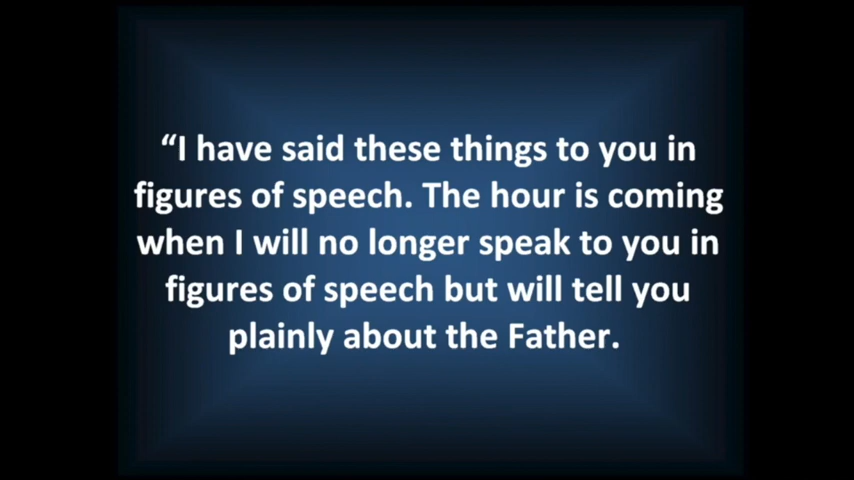 “I have said these things to you in
figures of speech. The hour is coming
when I will no longer speak to you in
figures of speech but will tell you
plainly about the Father.